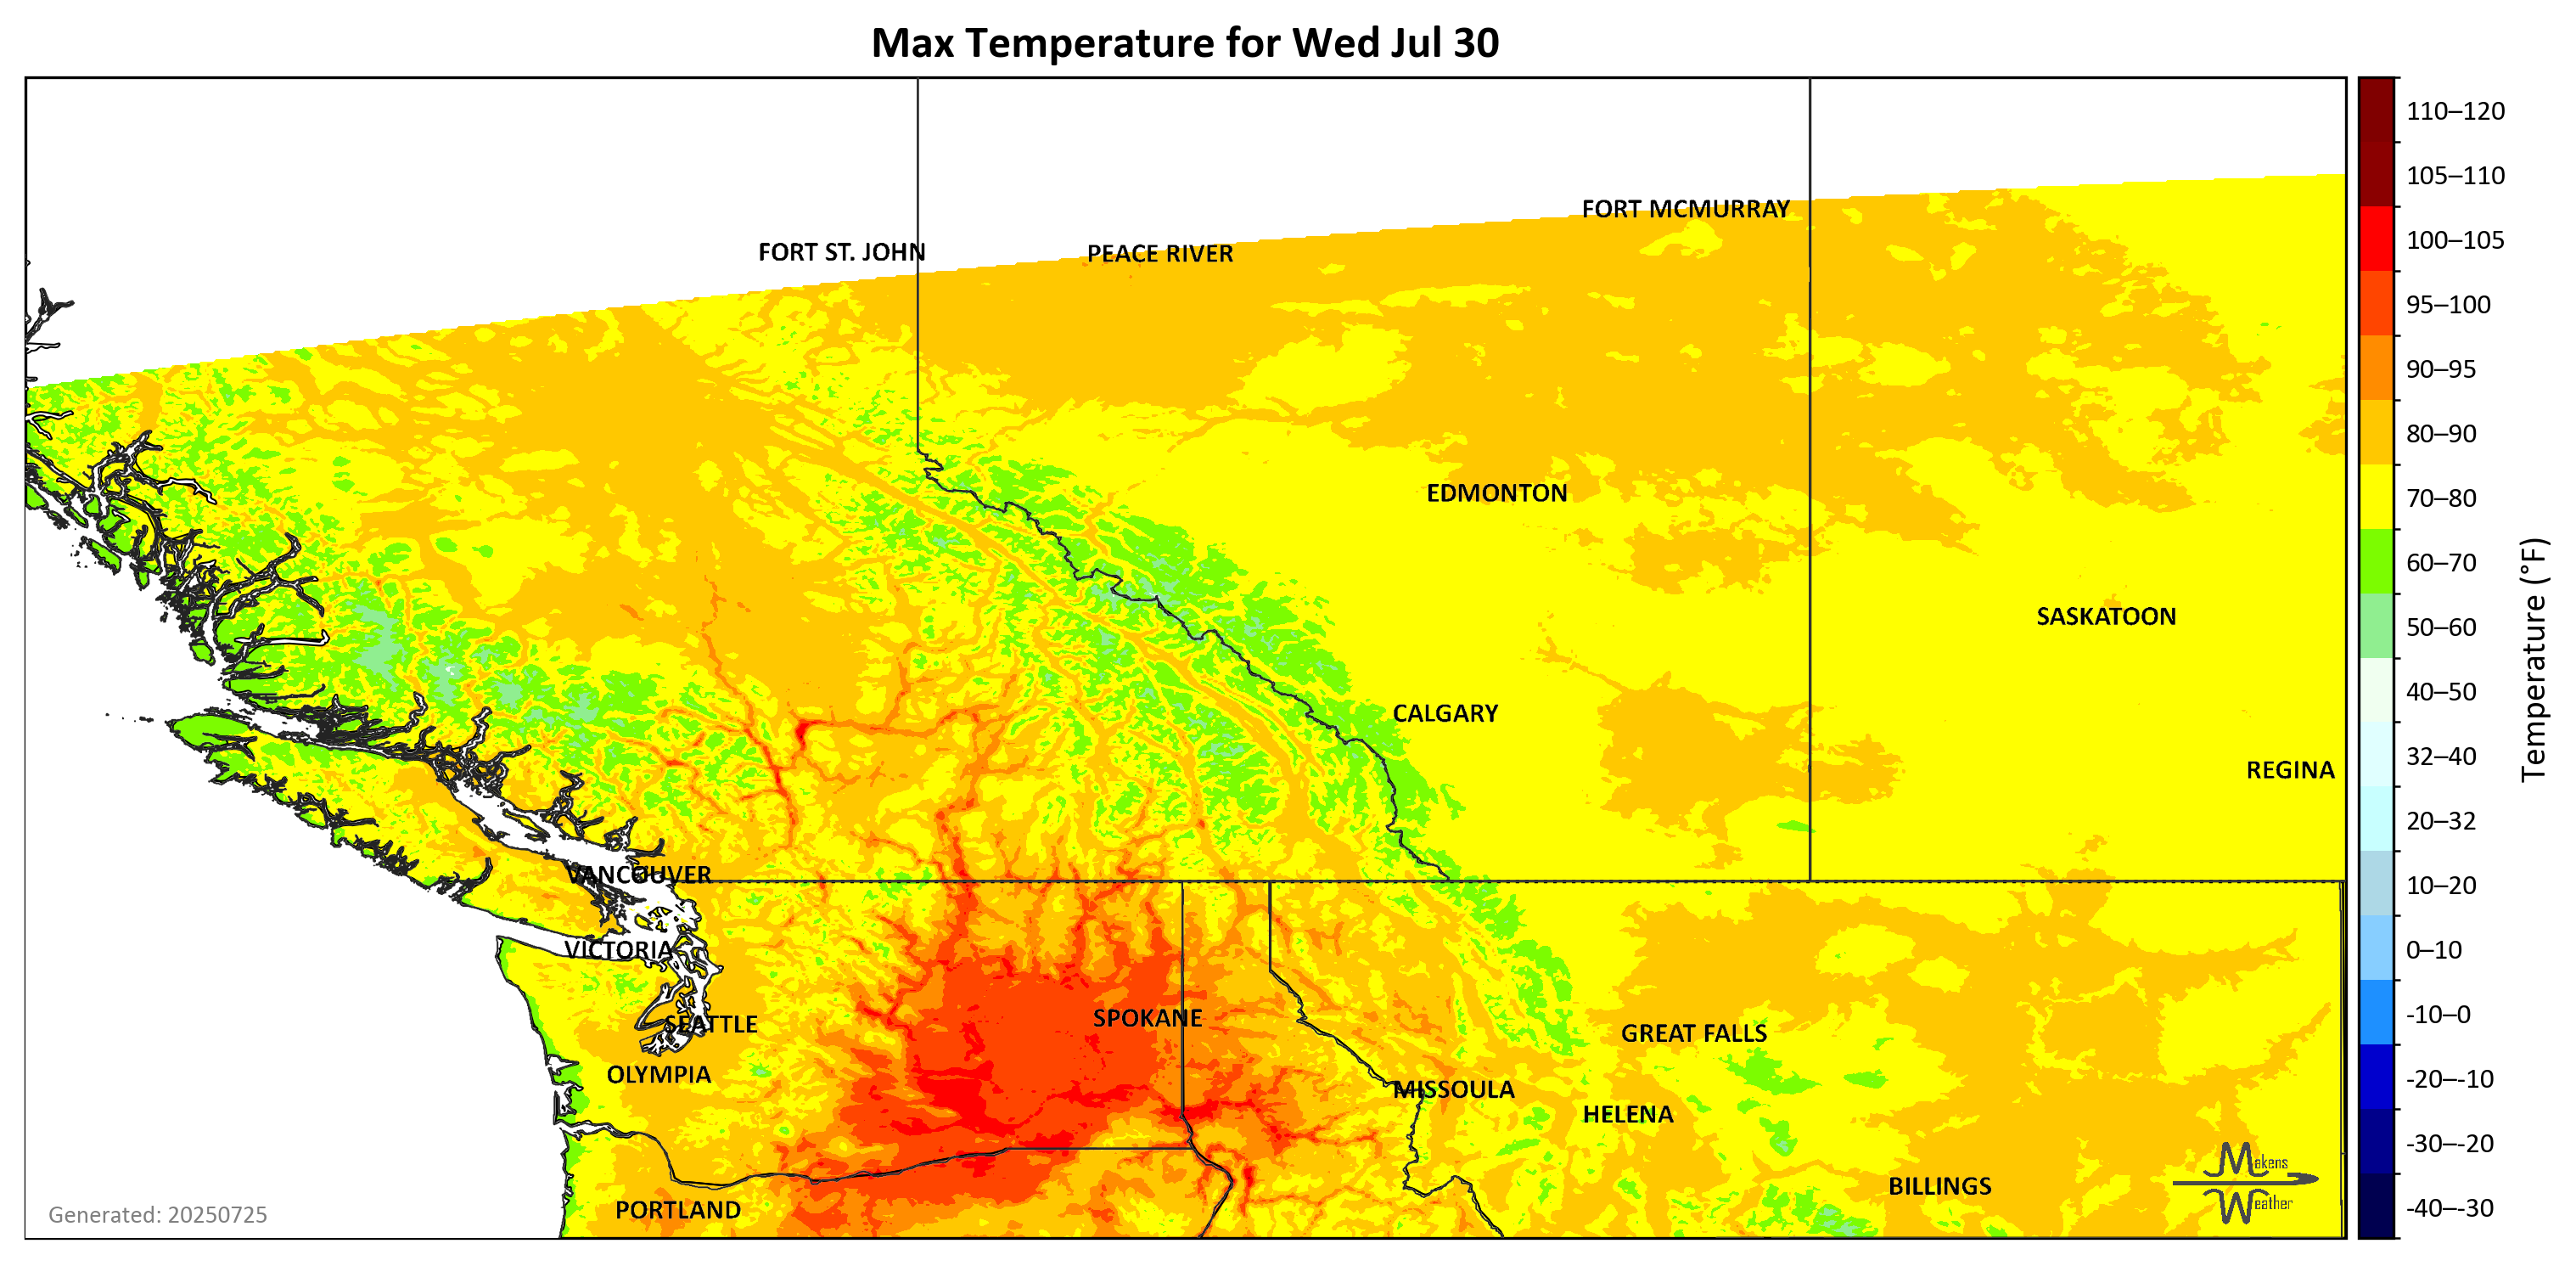 Max Temperature for Wed Jul 30
FORT MCMURRAY
FORT ST. JOHN
PEACE RIVER
EDMONTON
SASKATOON
CALGARY
REGINA
VANCOUVER
VICTORIA
SEATTLE
SPOKANE
GREAT FALLS
OLYMPIA
MISSOULA
HELENA
BILLINGS
PORTLAND
Generated: 20250725
Makens
Weather
110–120
105–110
100–105
95–100
90–95
80–90
70–80
60–70
50–60
40–50
32–40
20–32
10–20
0–10
-10–0
-20–-10
-30–-20
-40–-30
Temperature (°F)